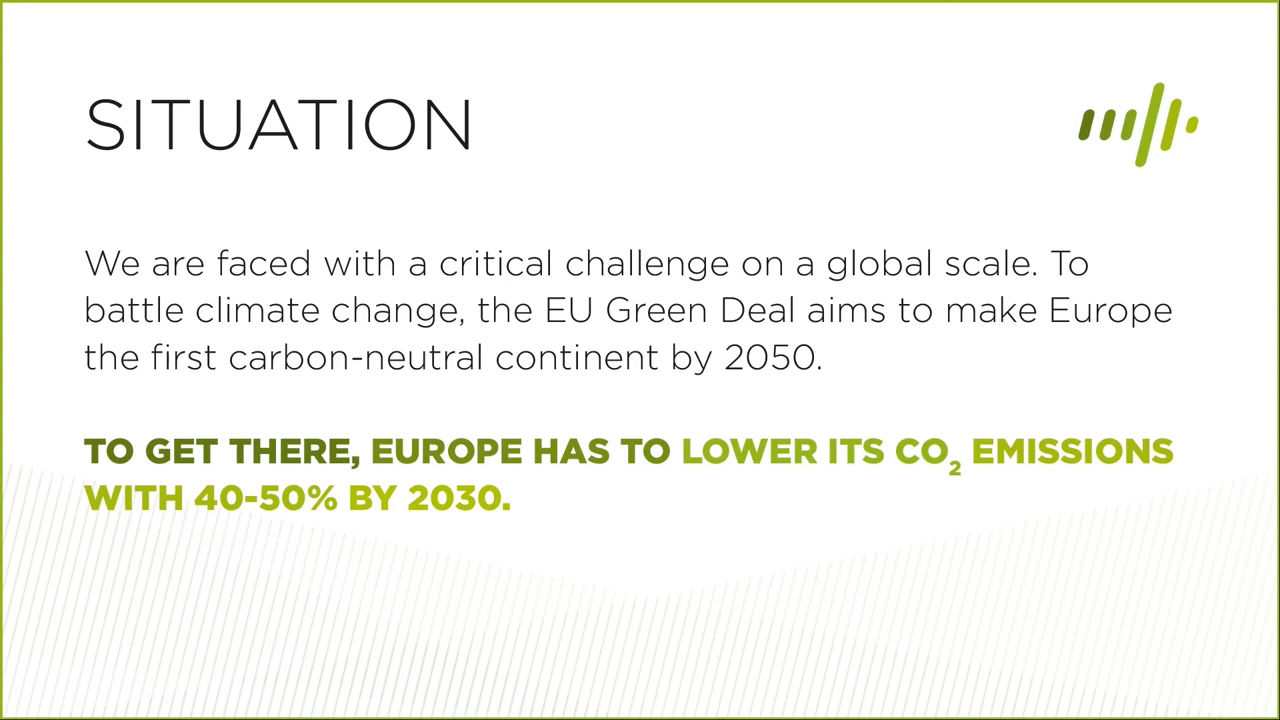 SITUATION
We are faced with a critical challenge on a global scale. To
battle climate change, the EU Green Deal aims to make Europe
the first carbon-neutral continent by 2050.
TO GET THERE, EUROPE HAS TO LOWER ITS CO₂ EMISSIONS
WITH 40-50% BY 2030.